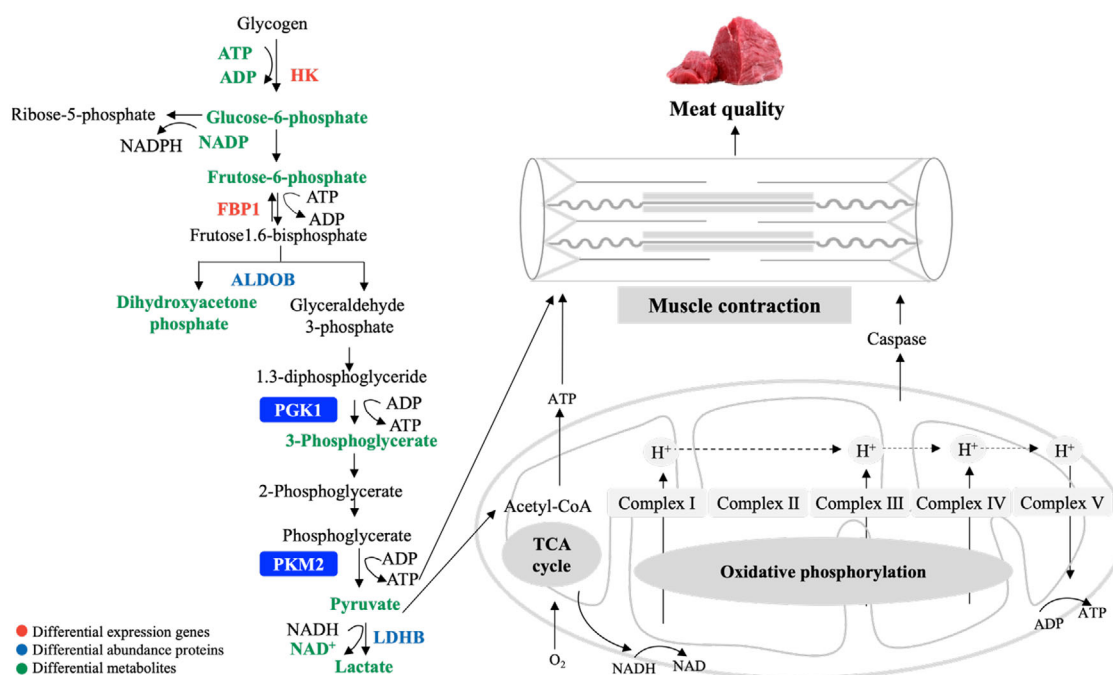 Glycogen
ATP
ADP
HK
Ribose-5-phosphate
Glucose-6-phosphate
NADPH
NADP
Frutose-6-phosphate
FBP1
ATP
ADP
Frutose1.6-bisphosphate
ALDOB
Dihydroxyacetone
phosphate
Glyceraldehyde
3-phosphate
1.3-diphosphoglyceride
PGK1
ADP
ATP
3-Phosphoglycerate
2-Phosphoglycerate
Phosphoglycerate
PKM2
ADP
ATP
Pyruvate
NADH
NAD+
LDHB
Lactate
Differential expression genes
Differential abundance proteins
Differential metabolites
Meat quality
Muscle contraction
Caspase
ATP
H+
H+
H+
H+
Acetyl-CoA
Complex I
Complex II
Complex III
Complex IV
Complex V
TCA
cycle
Oxidative phosphorylation
O2
NADH
NAD
ADP
ATP